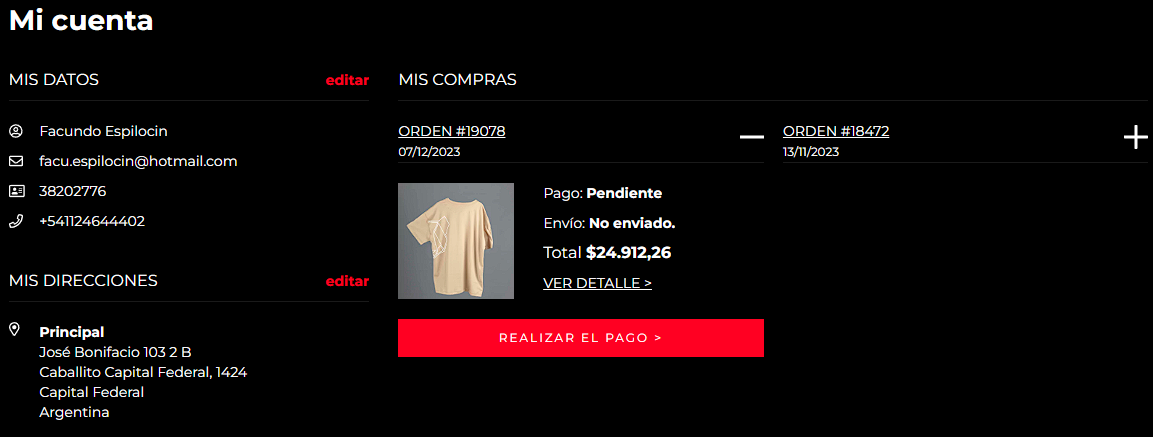 Mi cuenta
MIS DATOS editar
Facundo Espilocin
facu.espilocin@hotmail.com
38202776
+541124644402
MIS DIRECCIONES editar
Principal
José Bonifacio 103 2 B
Caballito Capital Federal, 1424
Capital Federal
Argentina
MIS COMPRAS
ORDEN #19078
07/12/2023
Pago: Pendiente
Envío: No enviado.
Total $24.912,26
VER DETALLE >
REALIZAR EL PAGO >
ORDEN #18472
13/11/2023